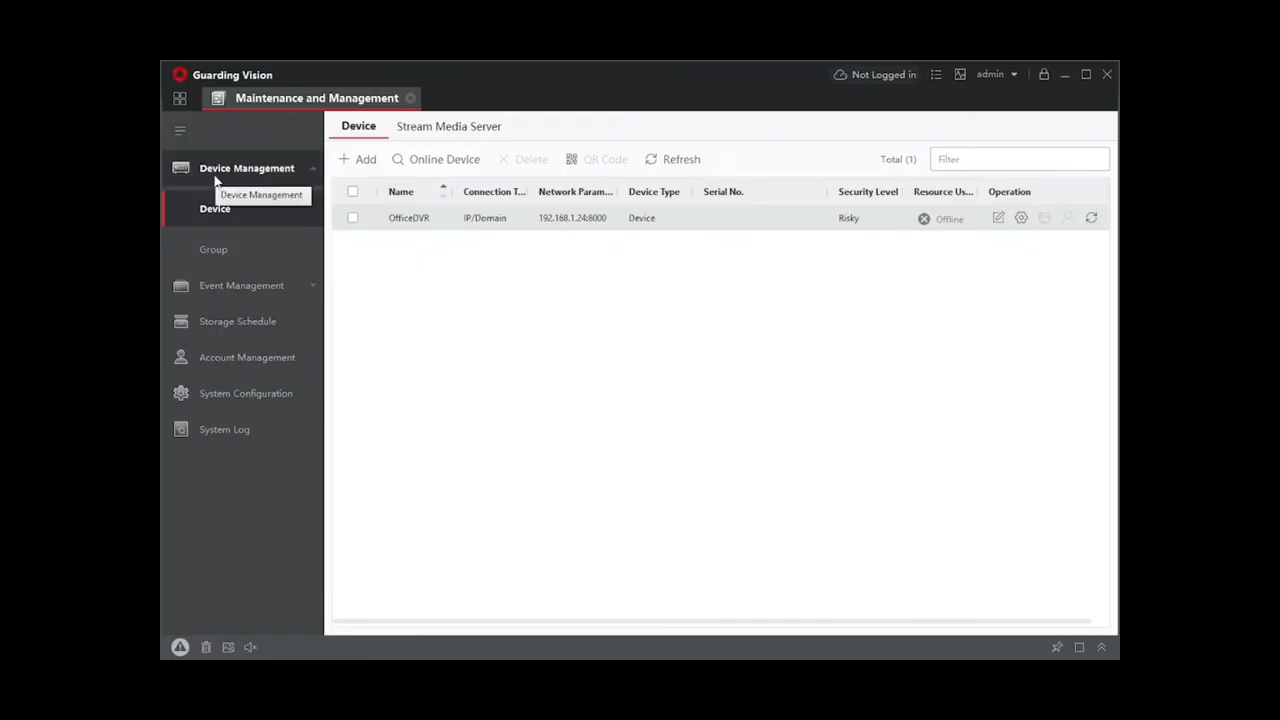 Guarding Vision
Not Logged in
admin
Maintenance and Management
Device Stream Media Server
Add Online Device Delete QR Code Refresh Total (1) Filter
Name Connection T... Network Param... Device Type Serial No. Security Level Resource Us... Operation
OfficeDVR IP/Domain 192.168.1.24:8000 Device Risky Offline
Device Management
Device Management
Device
Group
Event Management
Storage Schedule
Account Management
System Configuration
System Log